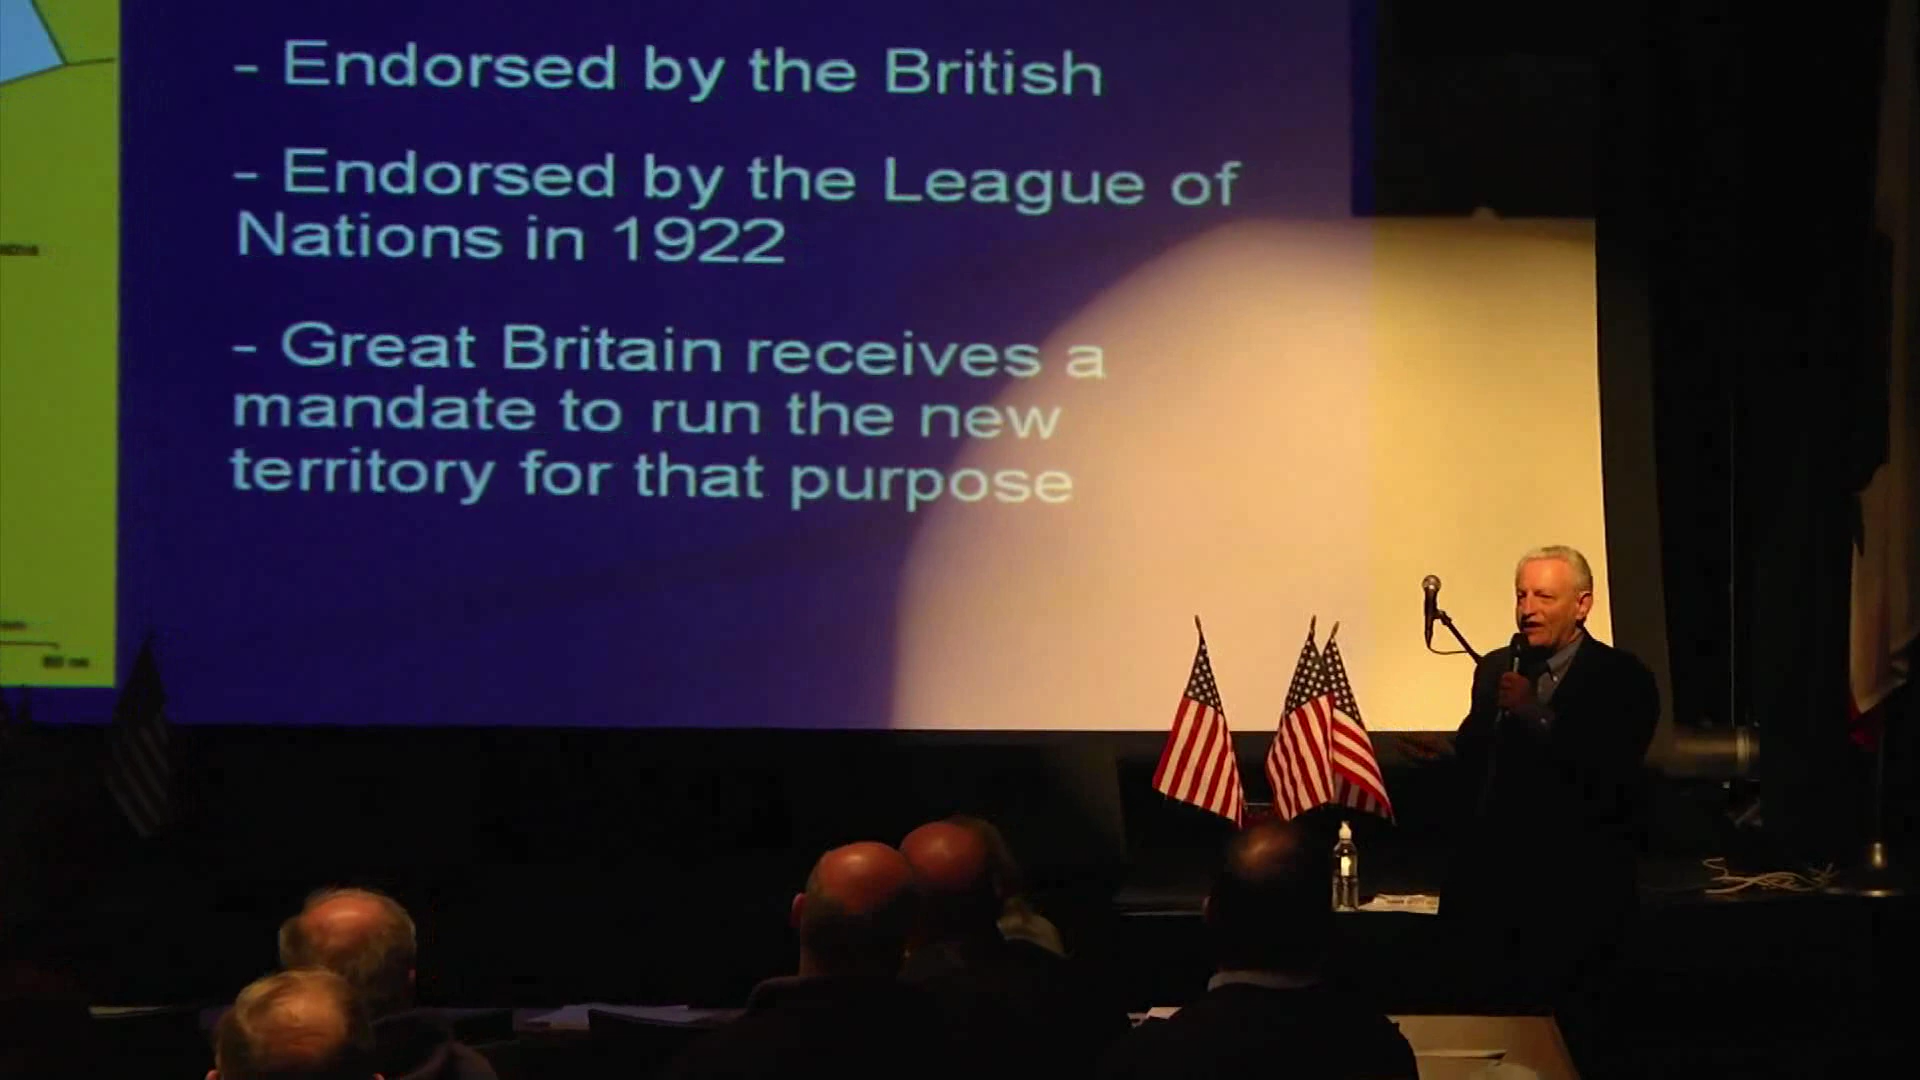 - Endorsed by the British
- Endorsed by the League of
Nations in 1922
- Great Britain receives a
mandate to run the new
territory for that purpose